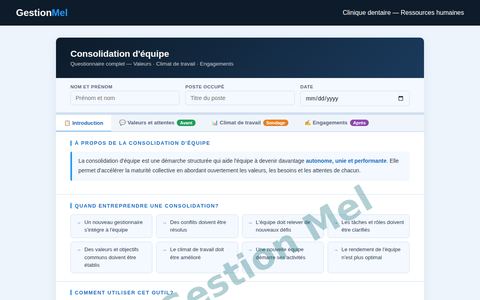 GestionMel
Clinique dentaire — Ressources humaines
Consolidation d'équipe
Questionnaire complet — Valeurs · Climat de travail · Engagements
NOM ET PRÉNOM
POSTE OCCUPÉ
DATE
Prénom et nom
Titre du poste
mm/dd/yyyy
📋 Introduction
💬 Valeurs et attentes Avant
📊 Climat de travail Sondage
✍️ Engagements Après
À PROPOS DE LA CONSOLIDATION D'ÉQUIPE
La consolidation d'équipe est une démarche structurée qui aide l'équipe à devenir davantage autonome, unie et performante. Elle
permet d'accélérer la maturité collective en abordant ouvertement les valeurs, les besoins et les attentes de chacun.
QUAND ENTREPRENDRE UNE CONSOLIDATION?
→ Un nouveau gestionnaire
s'intègre à l'équipe
→ Des conflits doivent être
résolus
→ L'équipe doit relever de
nouveaux défis
→ Les tâches et rôles doivent
être clarifiés
→ Des valeurs et objectifs
communs doivent être
établis
→ Le climat de travail doit
être amélioré
→ Une nouvelle équipe
démarre ses activités
→ Le rendement de l'équipe
n'est plus optimal
COMMENT UTILISER CET OUTIL?
Gestion Mel